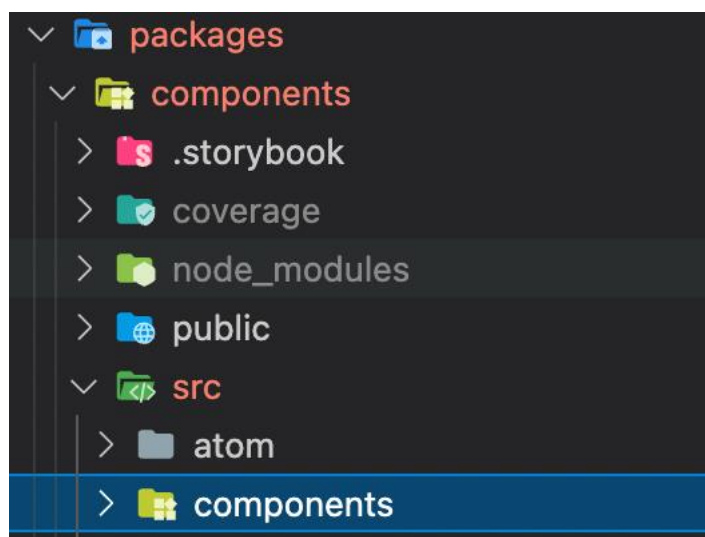 packages
components
.storybook
coverage
node_modules
public
src
atom
components